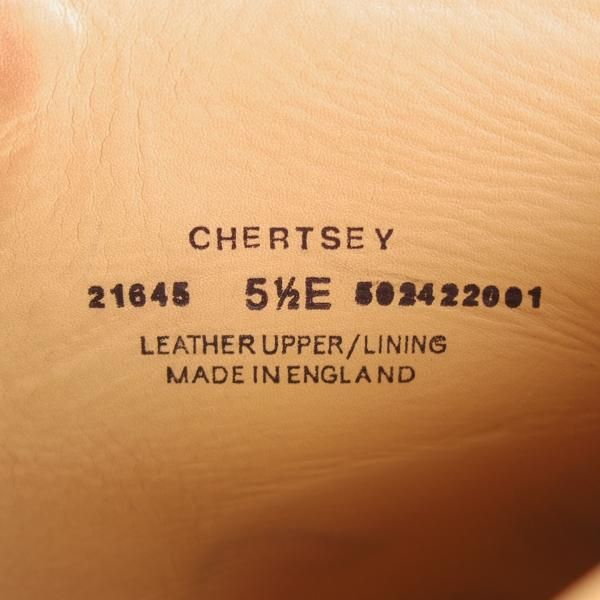 CHERTSEY
21645 5½E 502422001
LEATHER UPPER/LINING
MADE IN ENGLAND